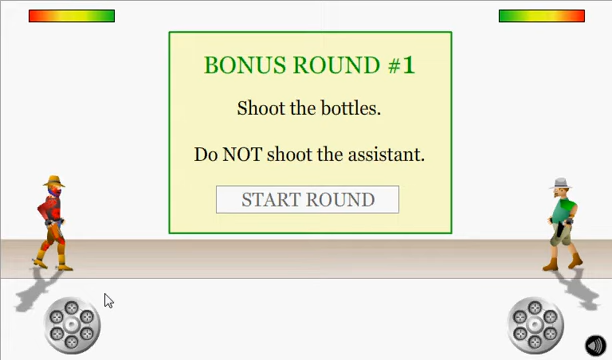 BONUS ROUND #1
Shoot the bottles.
Do NOT shoot the assistant.
START ROUND